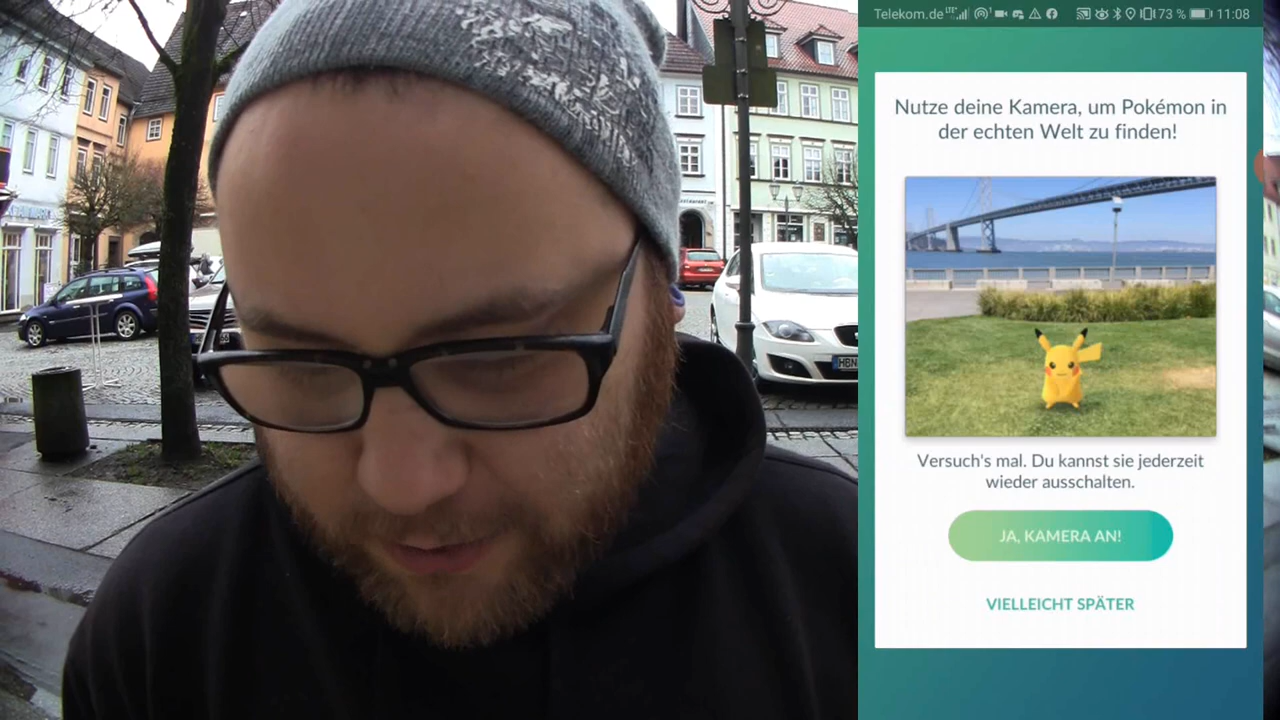 Telekom.de
73 %
11:08
Nutze deine Kamera, um Pokémon in
der echten Welt zu finden!
Versuch's mal. Du kannst sie jederzeit
wieder ausschalten.
JA, KAMERA AN!
VIELLEICHT SPÄTER
HBN